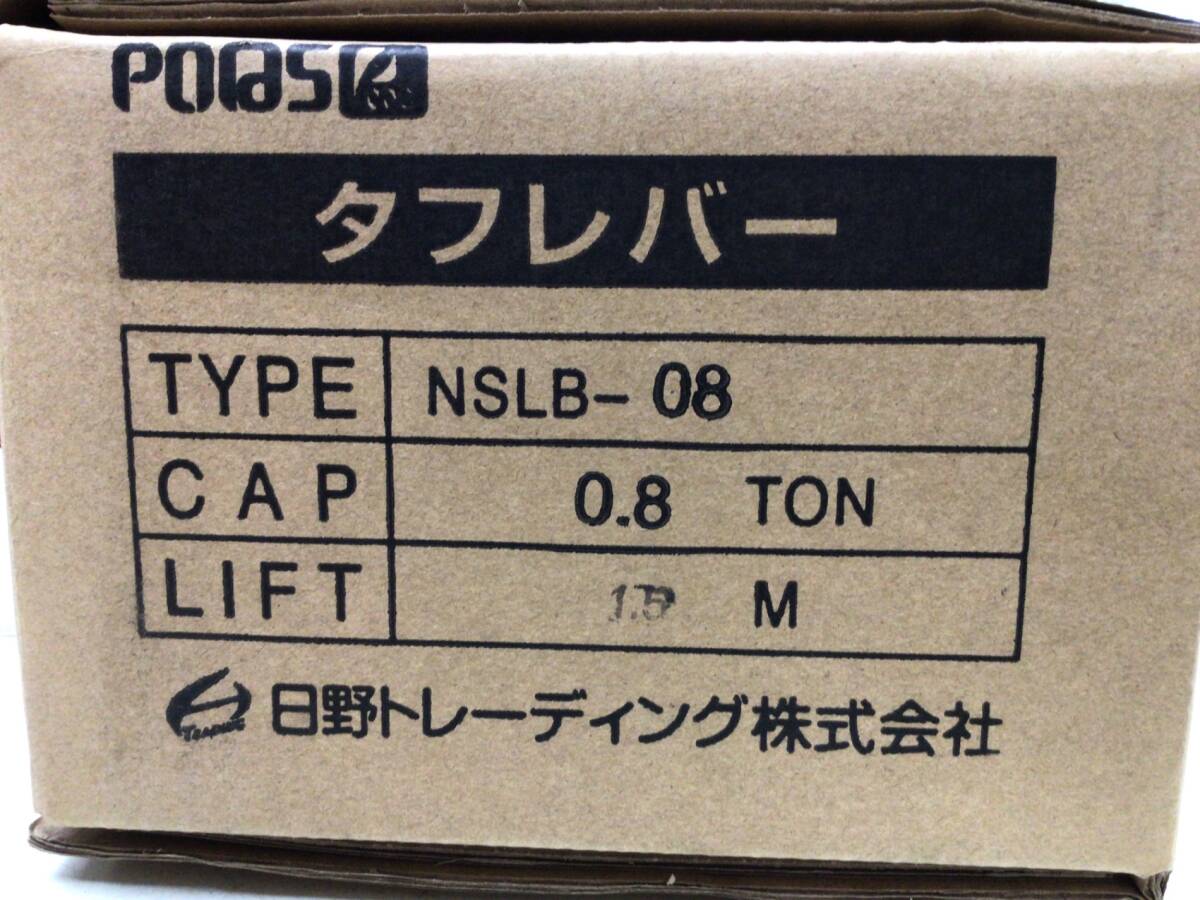 タフレバー
TYPE NSLB-08
CAP 0.8 TON
LIFT 1.5 M
日野トレーディング株式会社